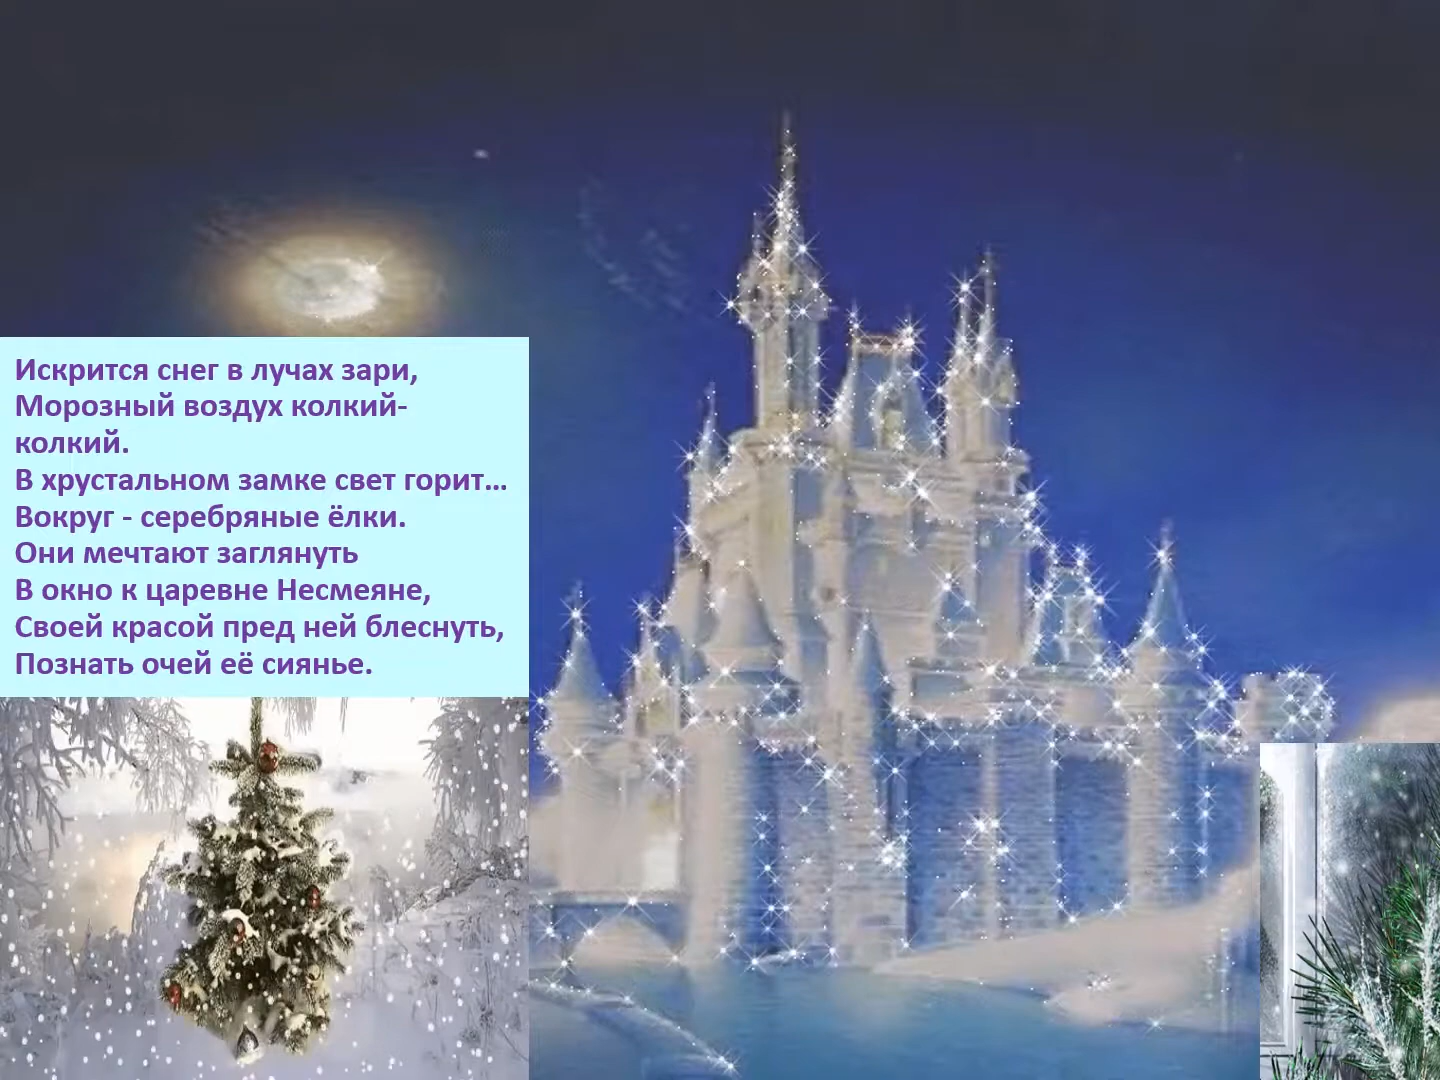 Искрится снег в лучах зари,
Морозный воздух колкий-
колкий.
В хрустальном замке свет горит…
Вокруг - серебряные ёлки.
Они мечтают заглянуть
В окно к царевне Несмеяне,
Своей красой пред ней блеснуть,
Познать очей её сиянье.